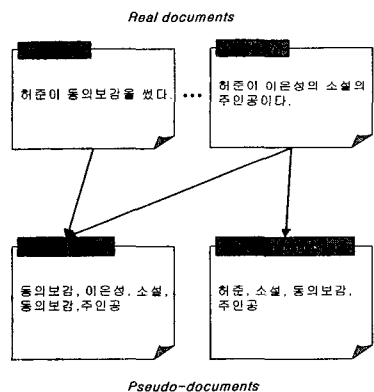 Real documents
허준이 동의보감을 썼다.
...
허준이 이은성의 소설의
주인공이다.
동의보감, 이은성, 소설,
동의보감,주인공
허준, 소설, 동의보감,
주인공
Pseudo-documents